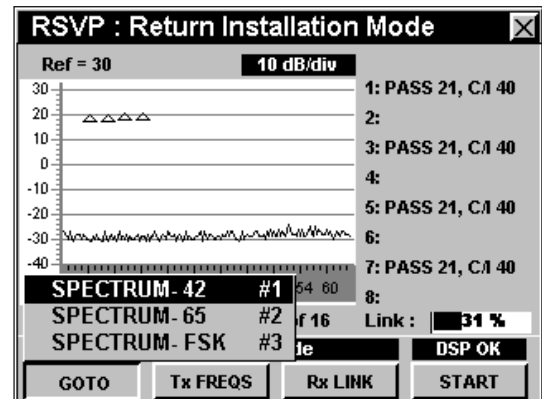 RSVP : Return Installation Mode
Ref = 30
10 dB/div
30
20
10
0
-10
-20
-30
-40
1: PASS 21, C/I 40
2:
3: PASS 21, C/I 40
4:
5: PASS 21, C/I 40
6:
7: PASS 21, C/I 40
8:
54 60
SPECTRUM- 42 #1
SPECTRUM- 65 #2
SPECTRUM- FSK #3
of 16
Link : 31 %
DSP OK
GOTO
Tx FREQS
Rx LINK
START